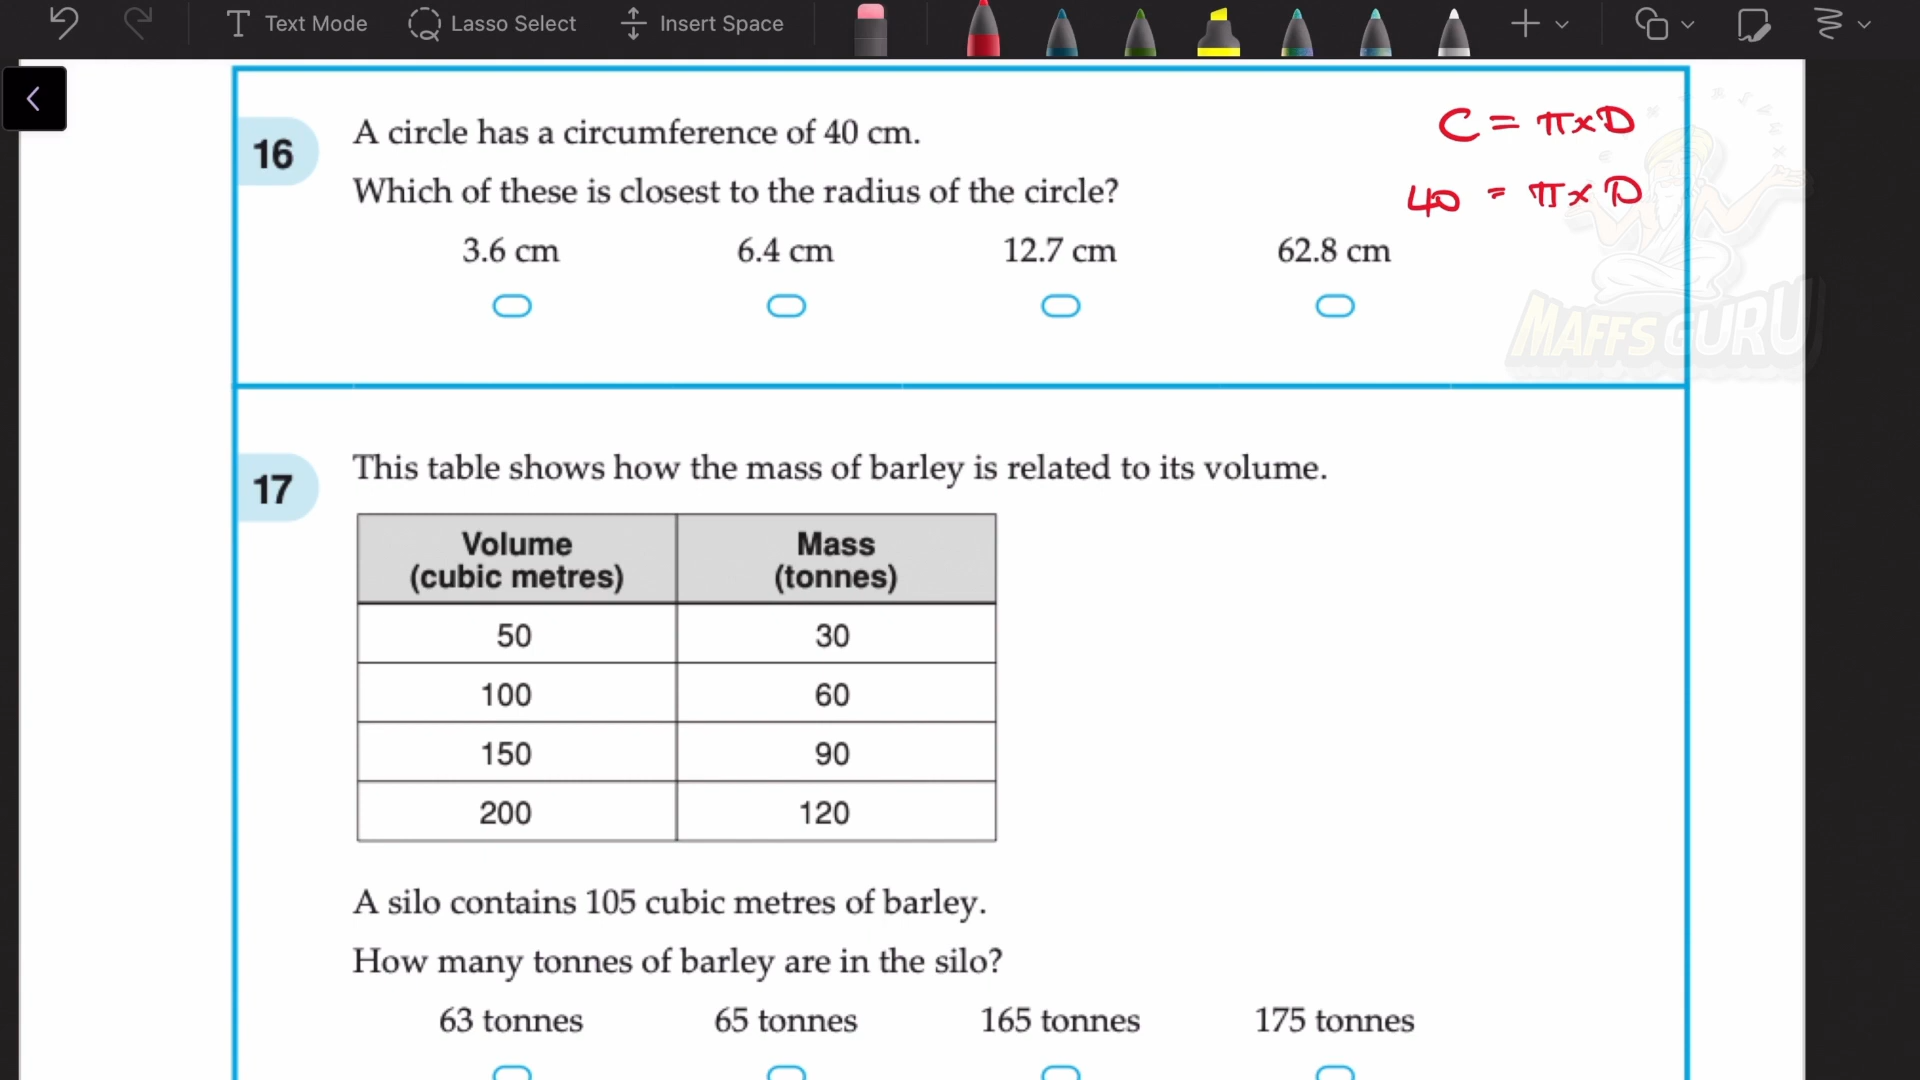 Text Mode Lasso Select Insert Space
16
A circle has a circumference of 40 cm.
Which of these is closest to the radius of the circle?
3.6 cm 6.4 cm 12.7 cm 62.8 cm
C = π×D
40 = π×D
MAFFS GURU
17
This table shows how the mass of barley is related to its volume.
Volume (cubic metres) Mass (tonnes)
50 30
100 60
150 90
200 120
A silo contains 105 cubic metres of barley.
How many tonnes of barley are in the silo?
63 tonnes 65 tonnes 165 tonnes 175 tonnes